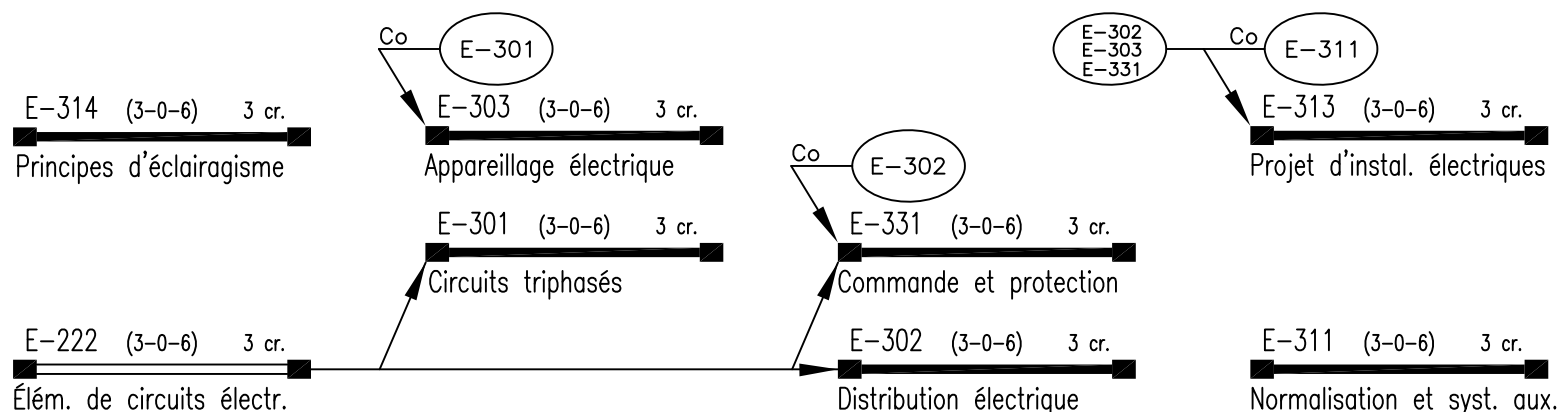 Co
E-301
E-302
E-303
E-331
Co
E-311
E-314 (3-0-6) 3 cr.
Principes d'éclairagisme
E-303 (3-0-6) 3 cr.
Appareillage électrique
E-313 (3-0-6) 3 cr.
Projet d'instal. électriques
Co
E-302
E-301 (3-0-6) 3 cr.
Circuits triphasés
E-331 (3-0-6) 3 cr.
Commande et protection
E-222 (3-0-6) 3 cr.
Élém. de circuits électr.
E-302 (3-0-6) 3 cr.
Distribution électrique
E-311 (3-0-6) 3 cr.
Normalisation et syst. aux.